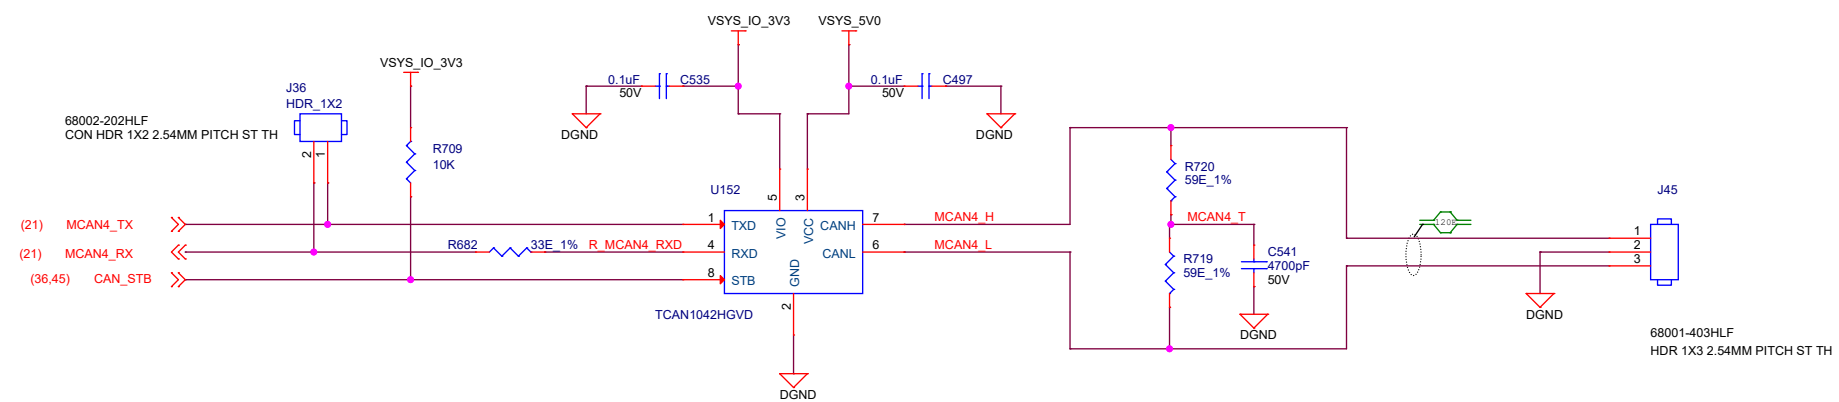 VSYS_IO_3V3
VSYS_5V0
VSYS_IO_3V3
0.1uF
C535
50V
0.1uF
C497
50V
DGND
DGND
J36
HDR_1X2
68002-202HLF
CON HDR 1X2 2.54MM PITCH ST TH
2
1
R709
10K
U152
5
3
R720
59E_1%
J45
(21) MCAN4_TX
1
TXD
VIO
VCC
CANH
7
MCAN4_H
MCAN4_T
120E
(21) MCAN4_RX
R682
33E_1%
R_MCAN4_RXD
4
RXD
CANL
6
MCAN4_L
R719
59E_1%
C541
4700pF
50V
1
2
3
(36,45) CAN_STB
8
STB
GND
2
TCAN1042HGVD
DGND
DGND
DGND
68001-403HLF
HDR 1X3 2.54MM PITCH ST TH